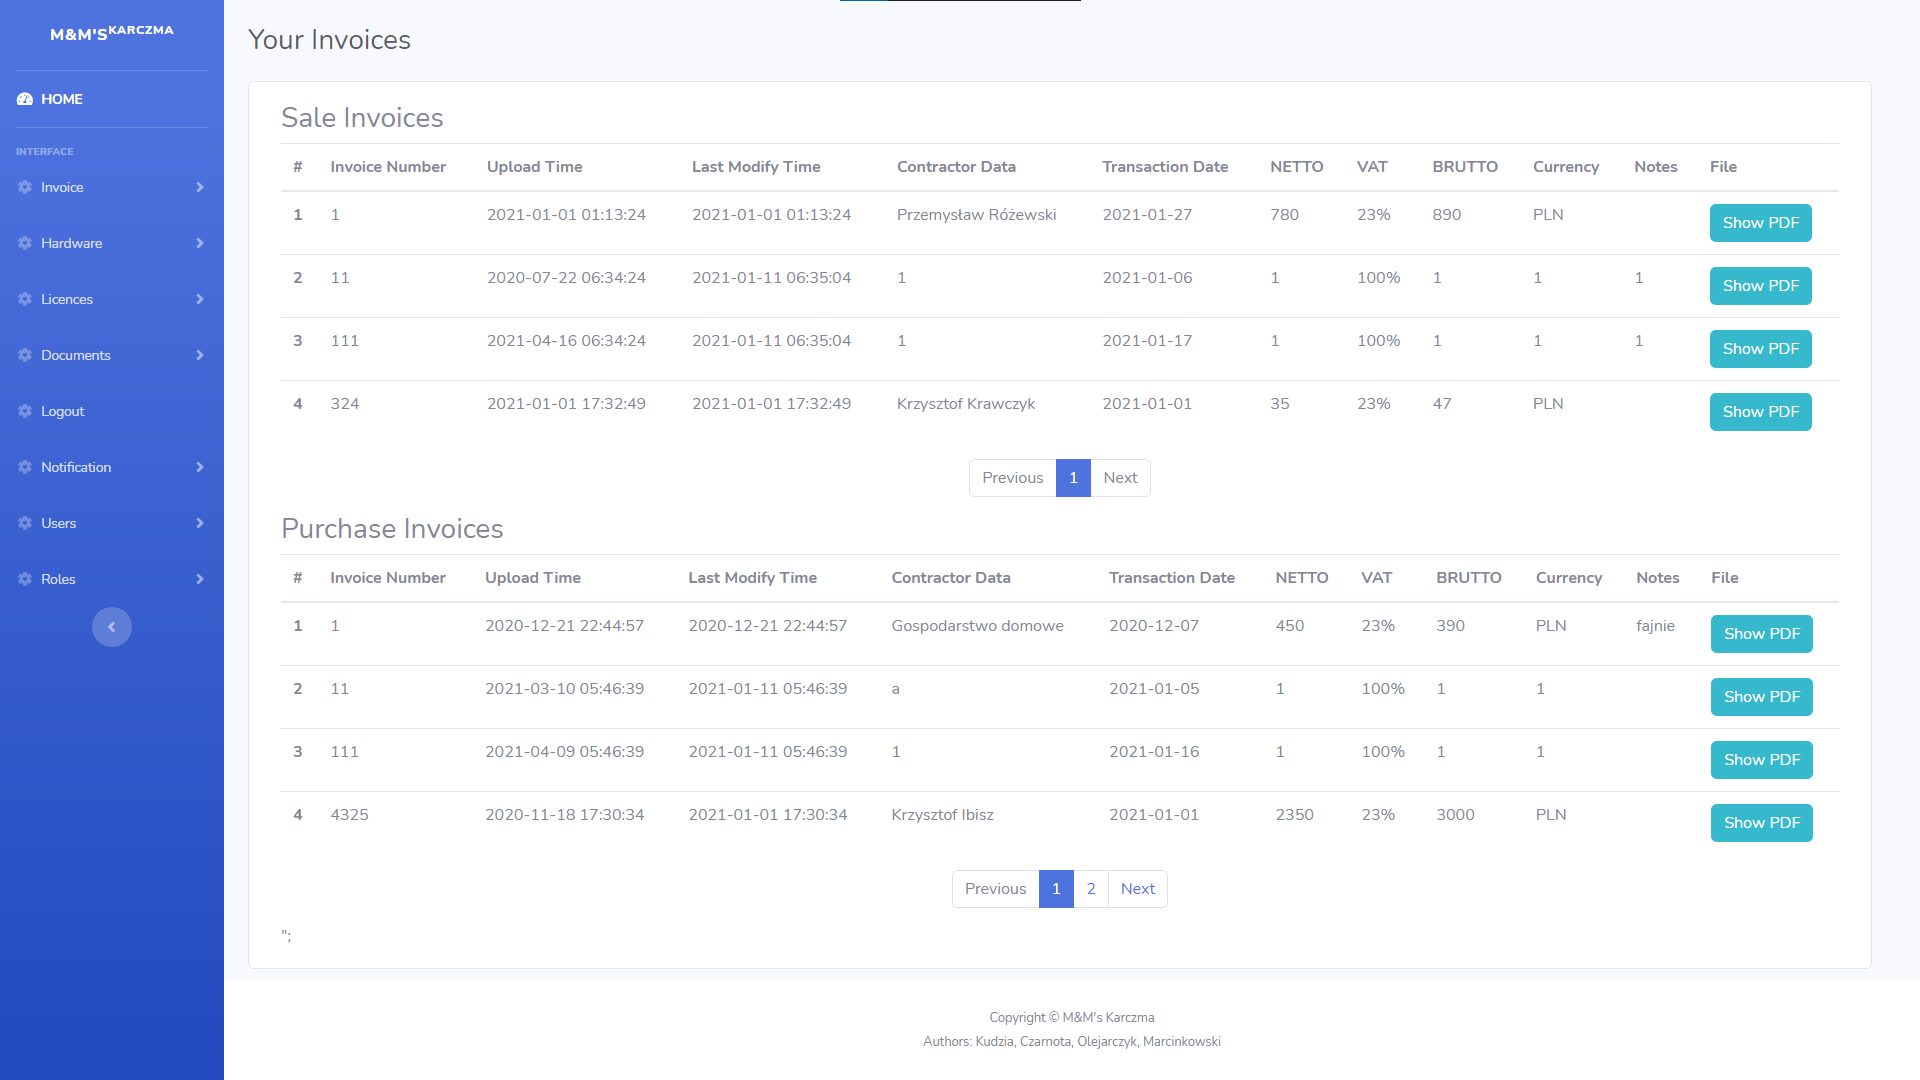 M&M'S KARCZMA
HOME
INTERFACE
Invoice
Hardware
Licences
Documents
Logout
Notification
Users
Roles
Your Invoices
Sale Invoices
# Invoice Number Upload Time Last Modify Time Contractor Data Transaction Date NETTO VAT BRUTTO Currency Notes File
1 1 2021-01-01 01:13:24 2021-01-01 01:13:24 Przemysław Różewski 2021-01-27 780 23% 890 PLN Show PDF
2 11 2020-07-22 06:34:24 2021-01-11 06:35:04 1 2021-01-06 1 100% 1 1 1 Show PDF
3 111 2021-04-16 06:34:24 2021-01-11 06:35:04 1 2021-01-17 1 100% 1 1 1 Show PDF
4 324 2021-01-01 17:32:49 2021-01-01 17:32:49 Krzysztof Krawczyk 2021-01-01 35 23% 47 PLN Show PDF
Previous 1 Next
Purchase Invoices
# Invoice Number Upload Time Last Modify Time Contractor Data Transaction Date NETTO VAT BRUTTO Currency Notes File
1 1 2020-12-21 22:44:57 2020-12-21 22:44:57 Gospodarstwo domowe 2020-12-07 450 23% 390 PLN fajnie Show PDF
2 11 2021-03-10 05:46:39 2021-01-11 05:46:39 a 2021-01-05 1 100% 1 1 Show PDF
3 111 2021-04-09 05:46:39 2021-01-11 05:46:39 1 2021-01-16 1 100% 1 1 Show PDF
4 4325 2020-11-18 17:30:34 2021-01-01 17:30:34 Krzysztof Ibisz 2021-01-01 2350 23% 3000 PLN Show PDF
Previous 1 2 Next
";
Copyright © M&M's Karczma
Authors: Kudzia, Czarnota, Olejarczyk, Marcinkowski